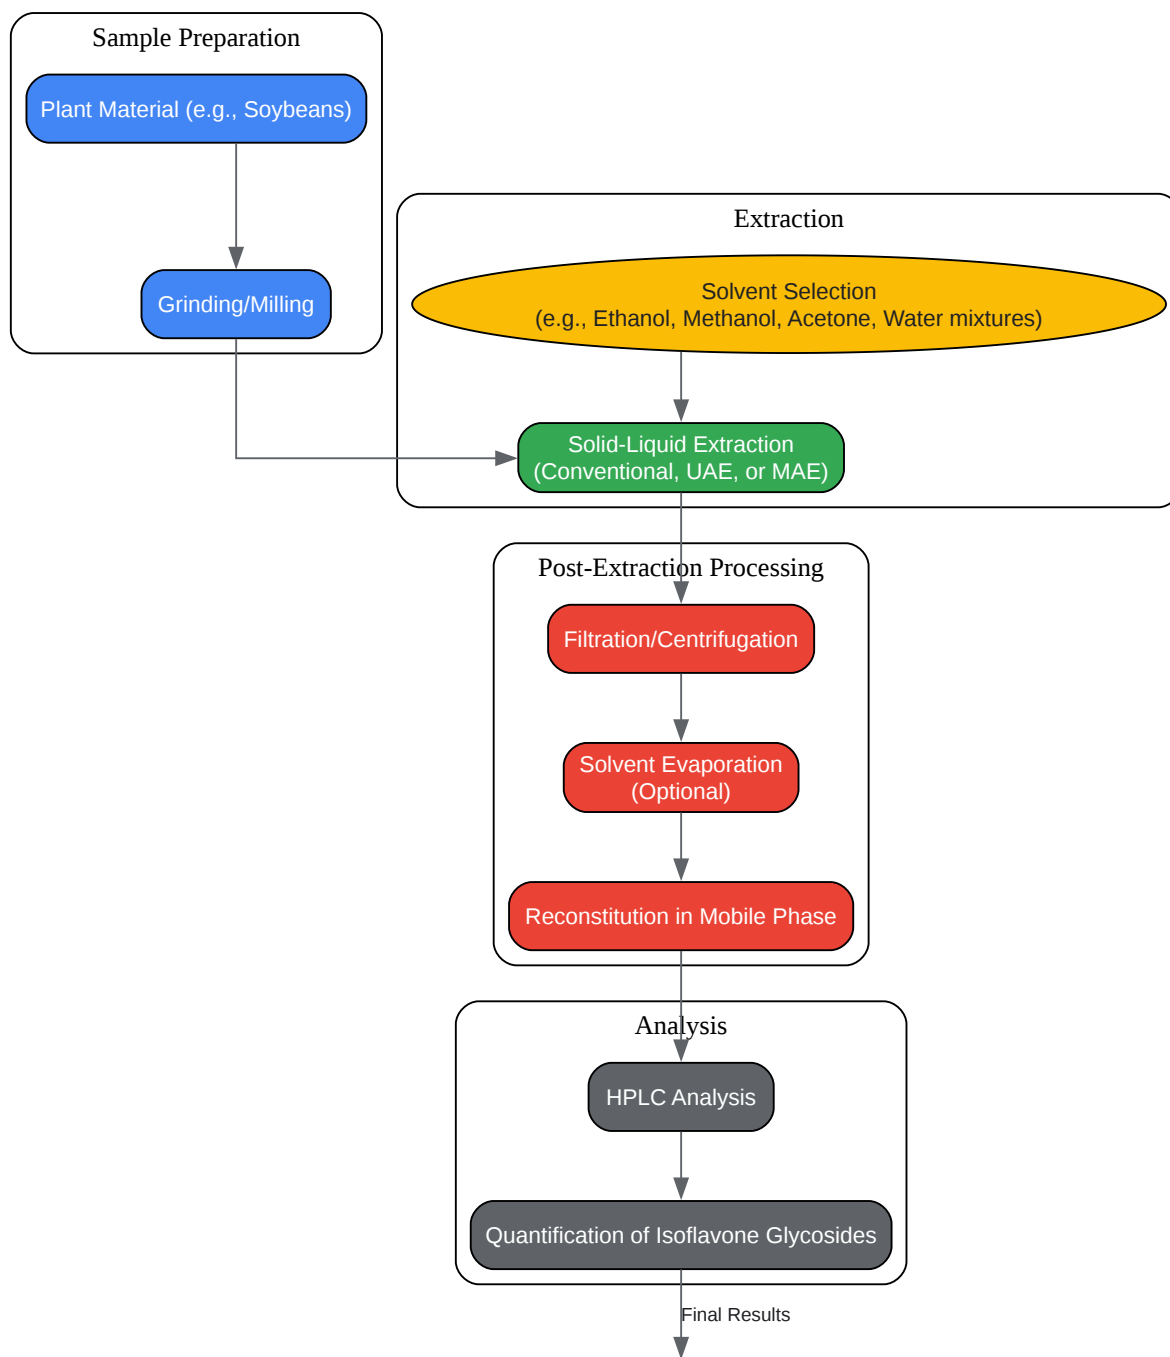 Sample Preparation
Plant Material (e.g., Soybeans)
Grinding/Milling
Extraction
Solvent Selection
(e.g., Ethanol, Methanol, Acetone, Water mixtures)
Solid-Liquid Extraction
(Conventional, UAE, or MAE)
Post-Extraction Processing
Filtration/Centrifugation
Solvent Evaporation
(Optional)
Reconstitution in Mobile Phase
Analysis
HPLC Analysis
Quantification of Isoflavone Glycosides
Final Results